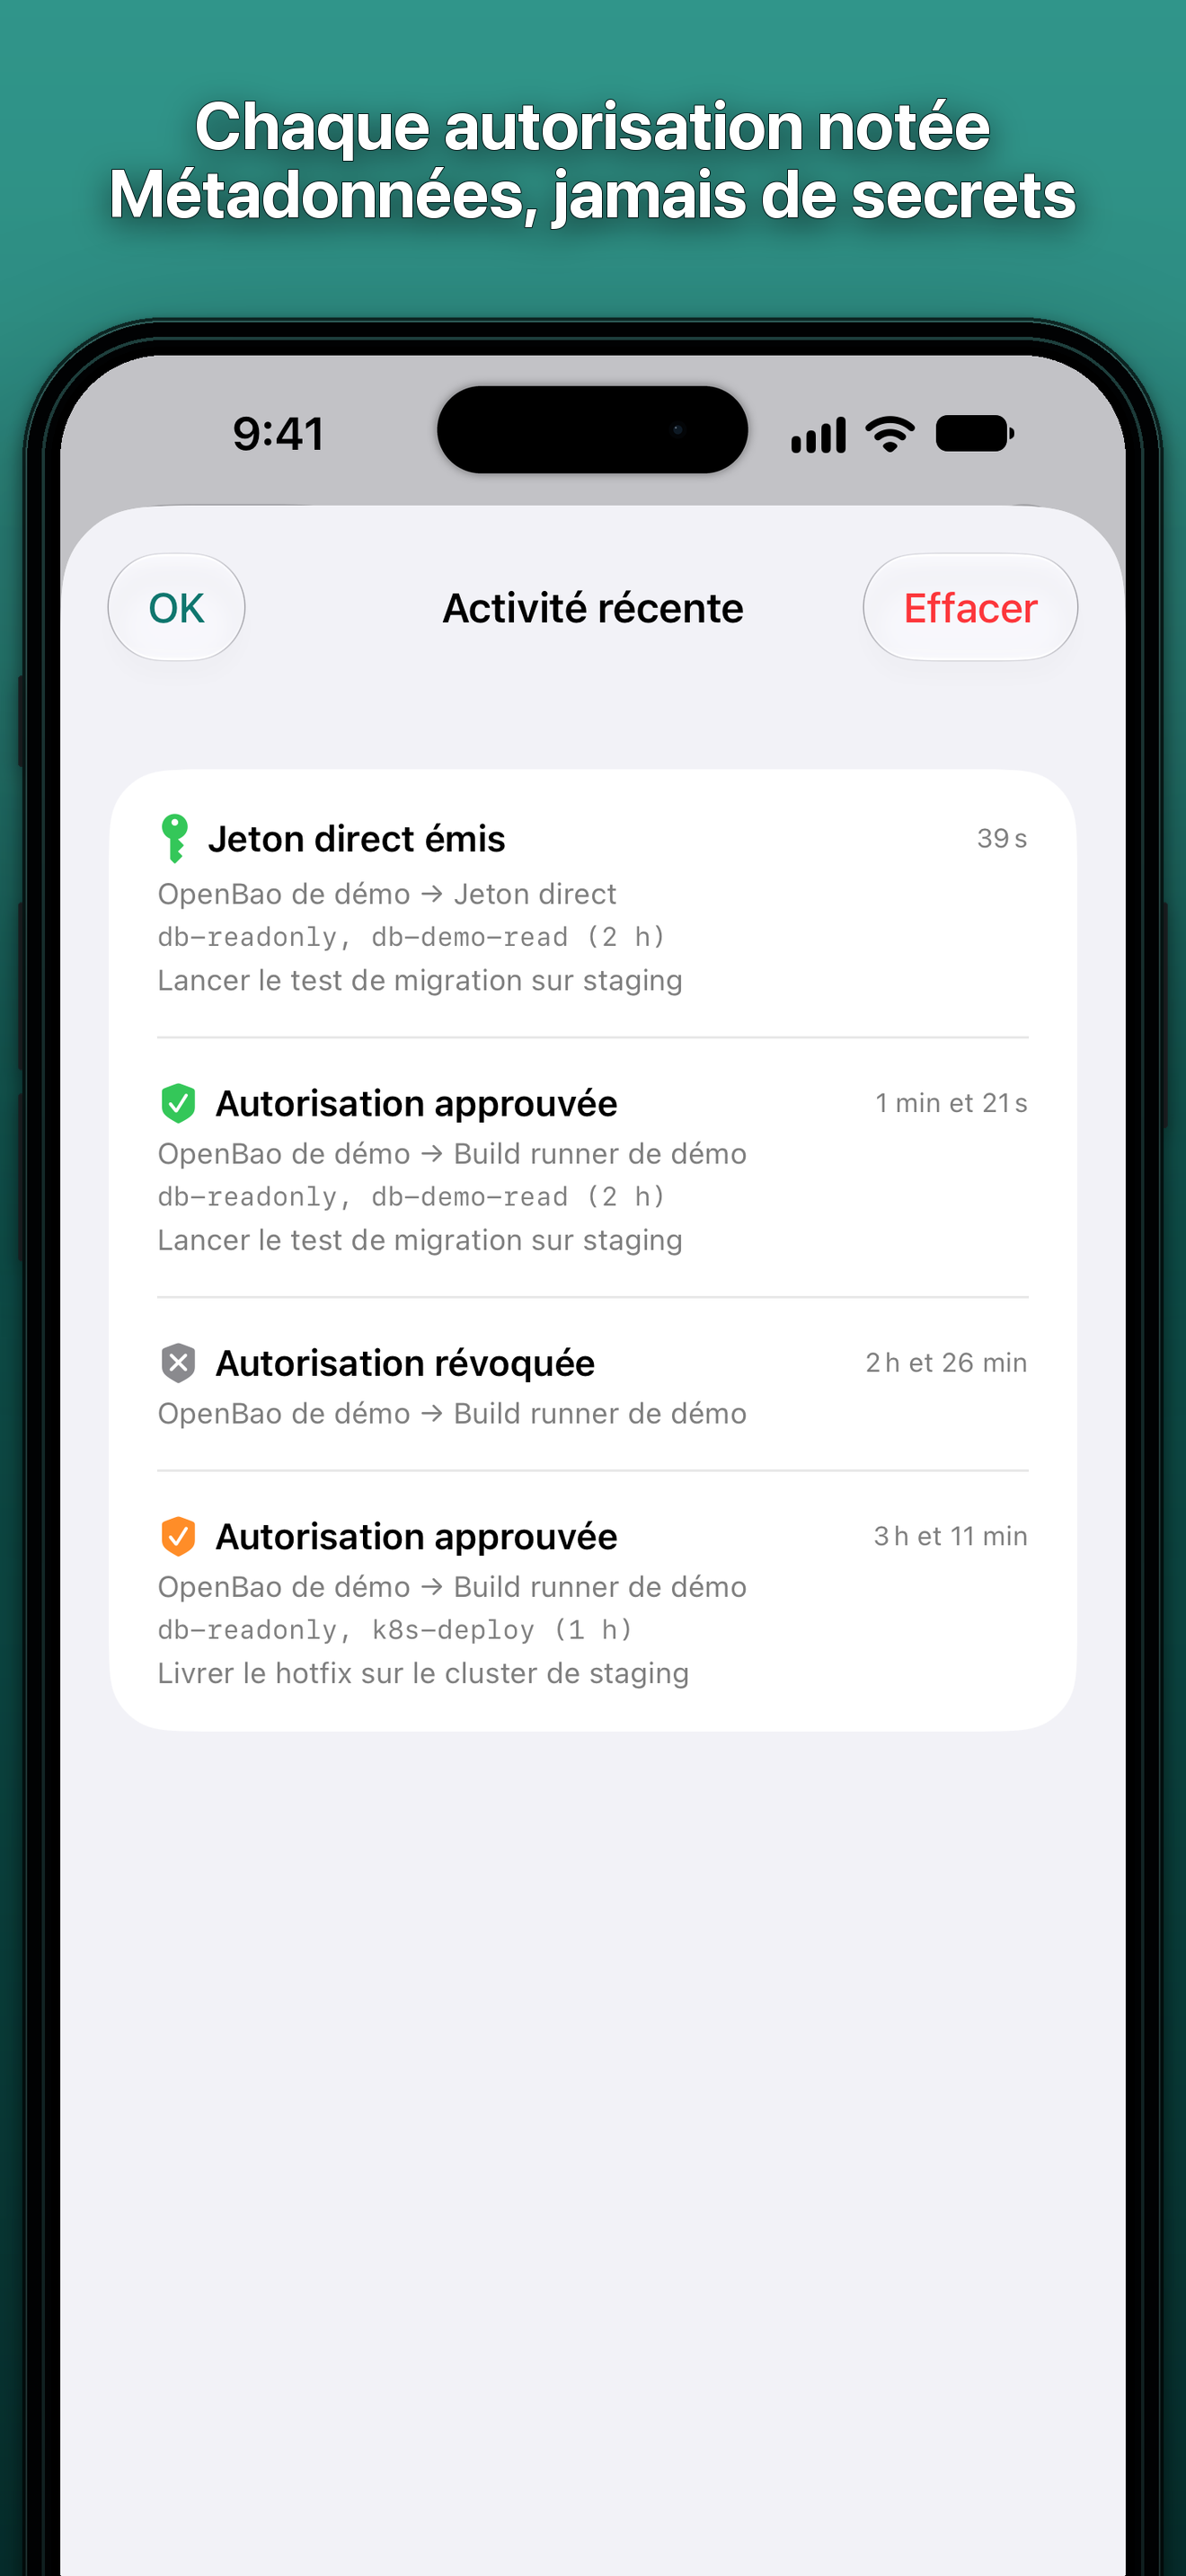 Chaque autorisation notée
Métadonnées, jamais de secrets
9:41
OK
Activité récente
Effacer
Jeton direct émis
39 s
OpenBao de démo → Jeton direct
db-readonly, db-demo-read (2 h)
Lancer le test de migration sur staging
Autorisation approuvée
1 min et 21 s
OpenBao de démo → Build runner de démo
db-readonly, db-demo-read (2 h)
Lancer le test de migration sur staging
Autorisation révoquée
2 h et 26 min
OpenBao de démo → Build runner de démo
Autorisation approuvée
3 h et 11 min
OpenBao de démo → Build runner de démo
db-readonly, k8s-deploy (1 h)
Livrer le hotfix sur le cluster de staging